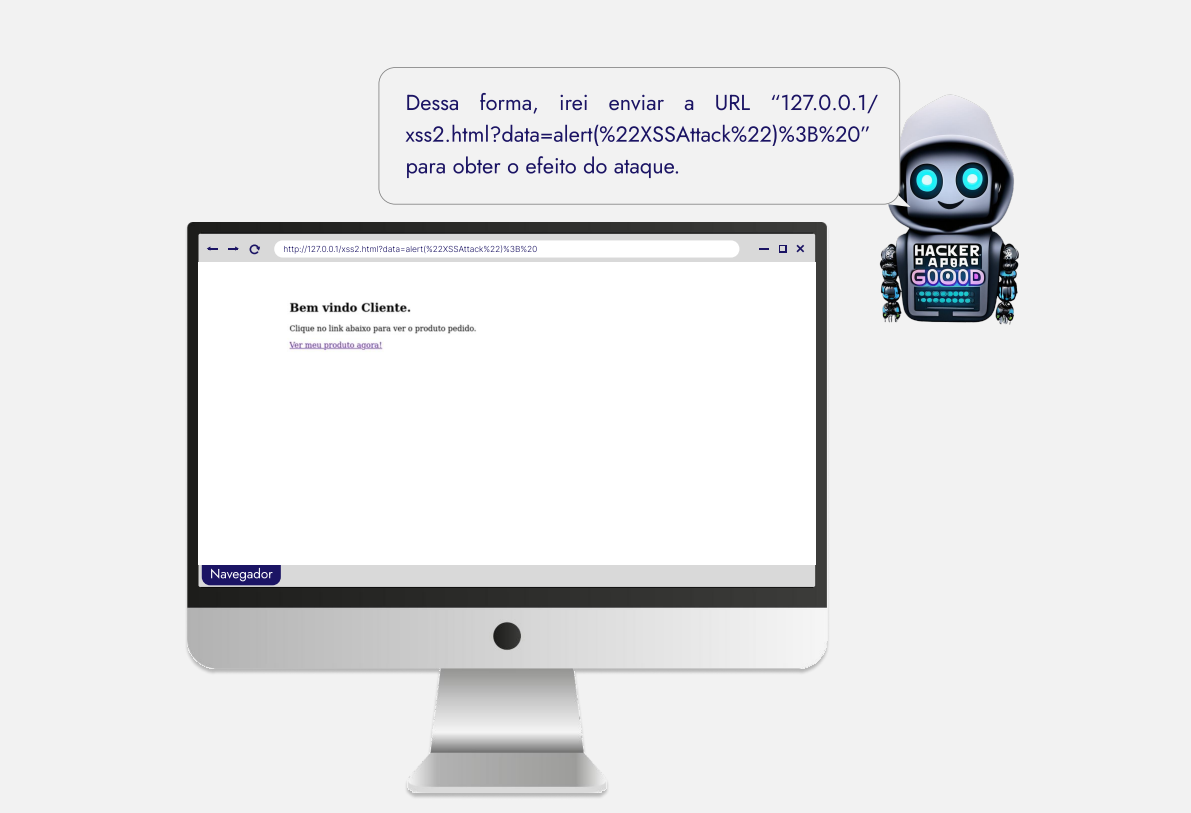 Dessa forma, irei enviar a URL “127.0.0.1/
xss2.html?data=alert(%22XSSAttack%22)%3B%20”
para obter o efeito do ataque.
HACKER
APOA
GOOOD
http://127.0.0.1/xss2.html?data=alert(%22XSSAttack%22)%3B%20
Bem vindo Cliente.
Clique no link abaixo para ver o produto pedido.
Ver meu produto agora!
Navegador